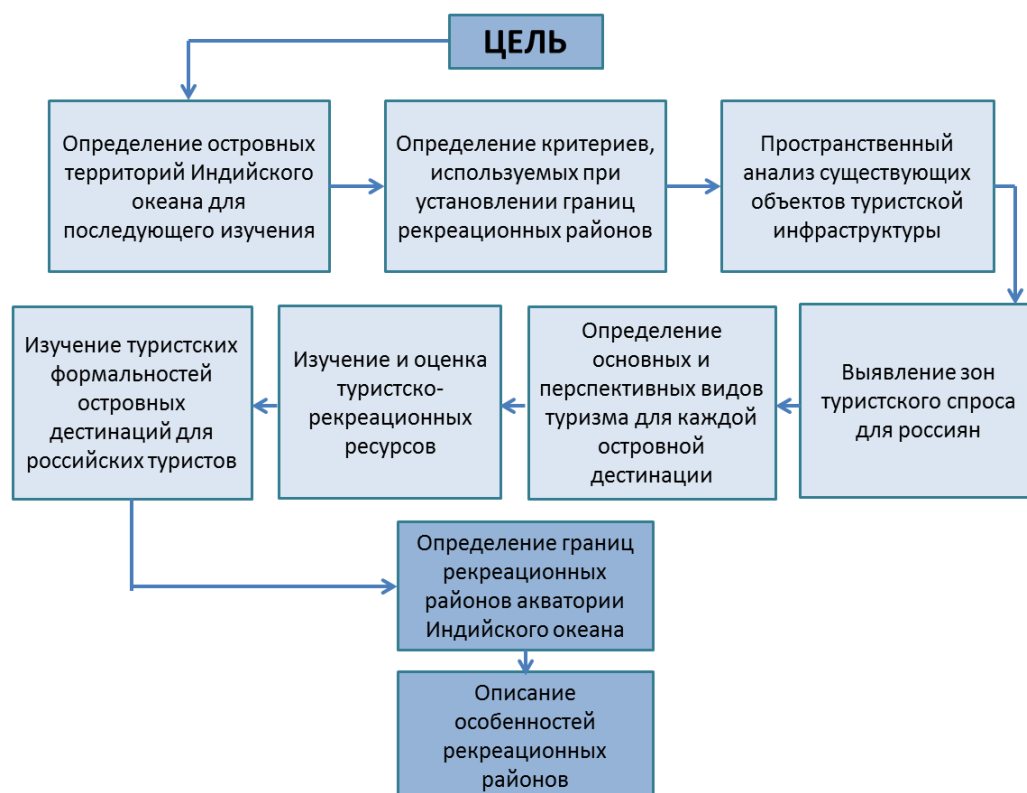 ЦЕЛЬ
Определение островных
территорий Индийского
океана для
последующего изучения
Определение критериев,
используемых при
установлении границ
рекреационных районов
Пространственный
анализ существующих
объектов туристской
инфраструктуры
Выявление зон
туристского спроса
для россиян
Определение
основных и
перспективных видов
туризма для каждой
островной
дестинации
Изучение и оценка
туристско-
рекреационных
ресурсов
Изучение туристских
формальностей
островных
дестинаций для
российских туристов
Определение границ
рекреационных
районов акватории
Индийского океана
Описание
особенностей
рекреационных
районов